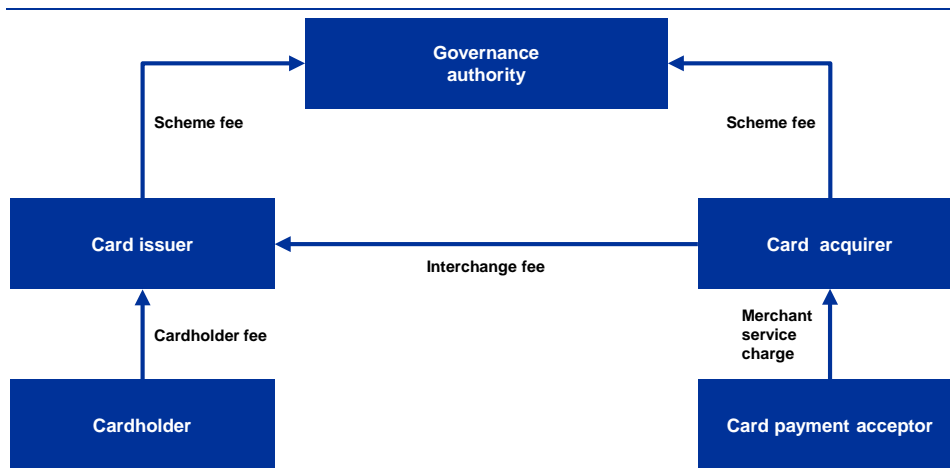 Governance
authority
Scheme fee
Scheme fee
Card issuer
Card acquirer
Interchange fee
Cardholder fee
Merchant
service
charge
Cardholder
Card payment acceptor